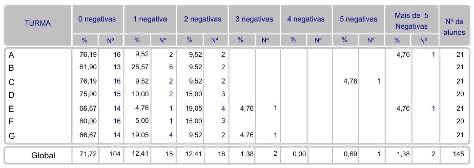 TURMA 0 negativas 1 negativa 2 negativas 3 negativas 4 negativas 5 negativas Mais de 5 Negativas Nº de alunos
% Nº % Nº % Nº % Nº % Nº % Nº % Nº
A 76,19 16 9,52 2 9,52 2 4,76 1 21
B 61,90 13 28,57 6 9,52 2 21
C 76,19 16 9,52 2 9,52 2 4,76 1 21
D 75,00 15 10,00 2 15,00 3 20
E 66,67 14 4,76 1 19,05 4 4,76 1 4,76 1 21
F 80,00 16 5,00 1 15,00 3 20
G 66,67 14 19,05 4 9,52 2 4,76 1 21
Global 71,72 104 12,41 18 12,41 18 1,38 2 0,00 0,69 1 1,38 2 145